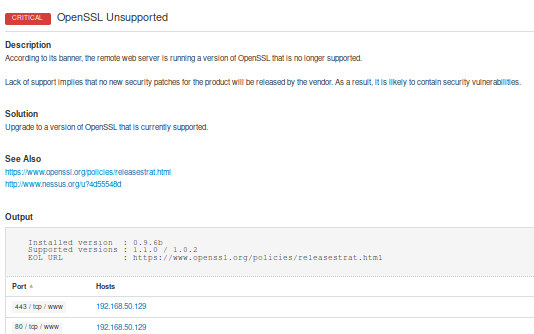 CRITICAL OpenSSL Unsupported
Description
According to its banner, the remote web server is running a version of OpenSSL that is no longer supported.
Lack of support implies that no new security patches for the product will be released by the vendor. As a result, it is likely to contain security vulnerabilities.
Solution
Upgrade to a version of OpenSSL that is currently supported.
See Also
https://www.openssl.org/policies/releasestrat.html
http://www.nessus.org/u?4d55548d
Output
Installed version : 0.9.6b
Supported versions : 1.1.0 / 1.0.2
EOL URL : https://www.openssl.org/policies/releasestrat.html
Port Hosts
443 / tcp / www 192.168.50.129
80 / tcp / www 192.168.50.129